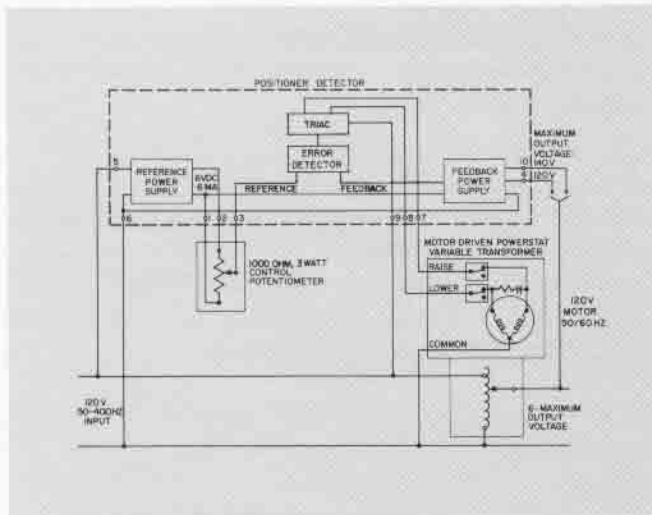 POSITIONER DETECTOR
TRIAC
ERROR
DETECTOR
REFERENCE
POWER
SUPPLY
6VDC
6 MA
REFERENCE
FEEDBACK
FEEDBACK
POWER
SUPPLY
MAXIMUM
OUTPUT
VOLTAGE
140V
120V
5
10
06
01 02 03
09 08 07
1000 OHM, 3 WATT
CONTROL
POTENTIOMETER
MOTOR DRIVEN POWERSTAT
VARIABLE TRANSFORMER
RAISE
LOWER
COMMON
120V
MOTOR
50/60 HZ
120V
50-400HZ
INPUT
0-MAXIMUM
OUTPUT
VOLTAGE